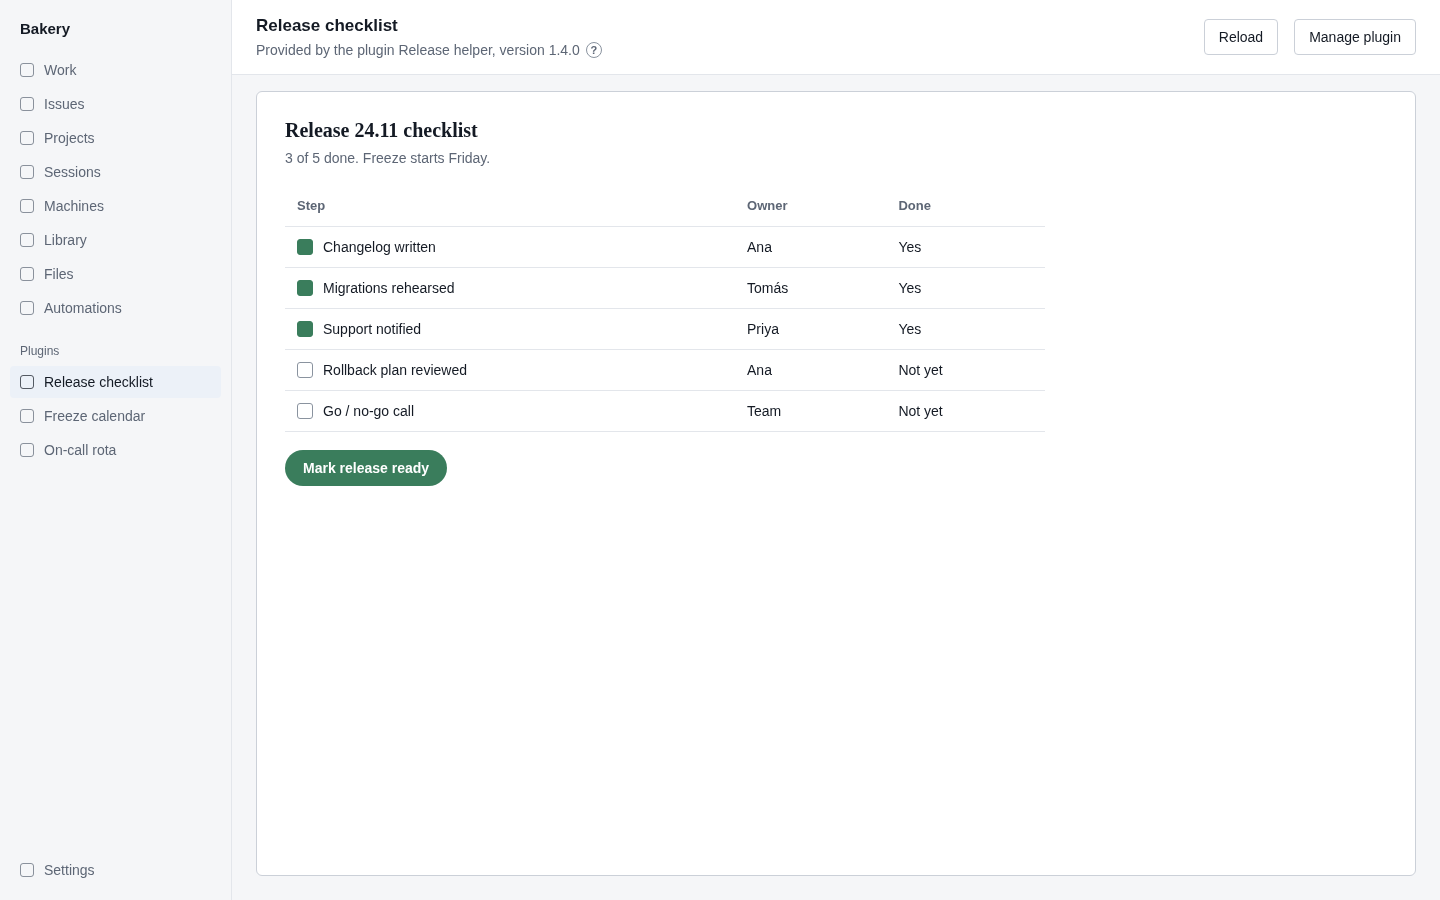 Bakery
Work
Issues
Projects
Sessions
Machines
Library
Files
Automations
Plugins
Release checklist
Freeze calendar
On-call rota
Settings
Release checklist
Provided by the plugin Release helper, version 1.4.0 ?
Reload
Manage plugin
Release 24.11 checklist
3 of 5 done. Freeze starts Friday.
Step Owner Done
Changelog written Ana Yes
Migrations rehearsed Tomás Yes
Support notified Priya Yes
Rollback plan reviewed Ana Not yet
Go / no-go call Team Not yet
Mark release ready